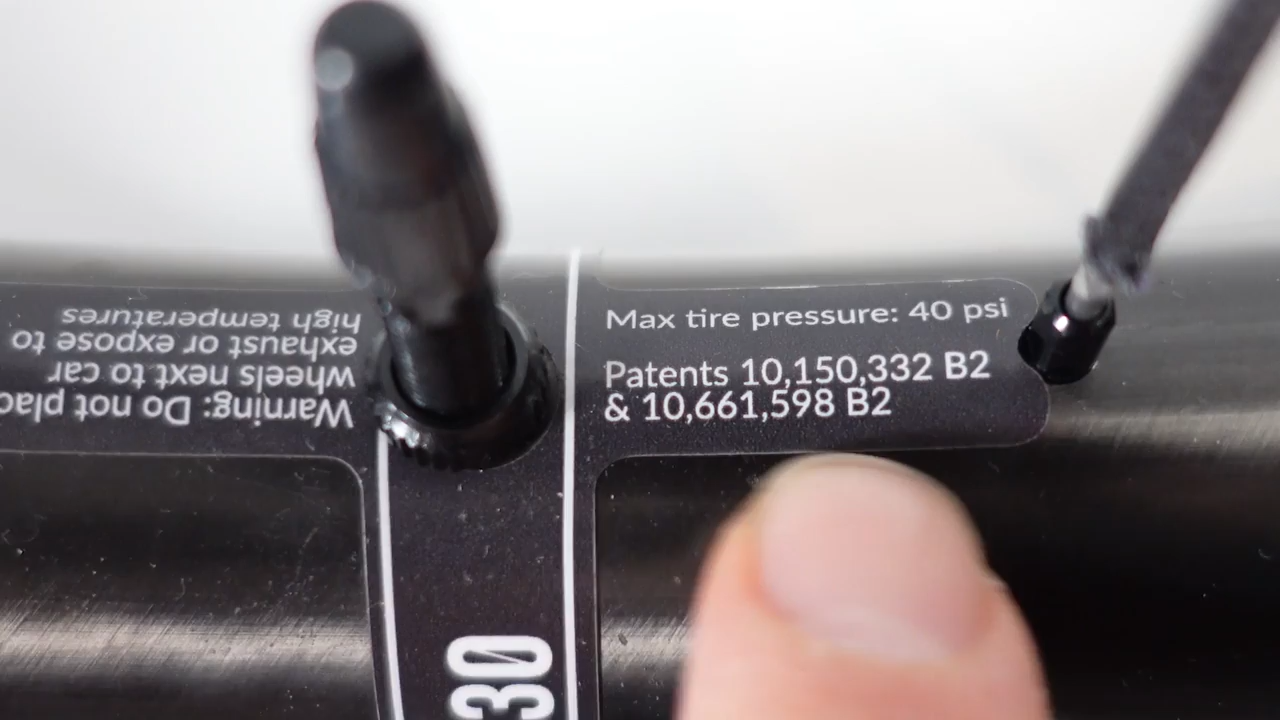 Max tire pressure: 40 psi
Patents 10,150,332 B2
& 10,661,598 B2
Warning: Do not
wheels next to car
exhaust or expose to
high temperatures
30